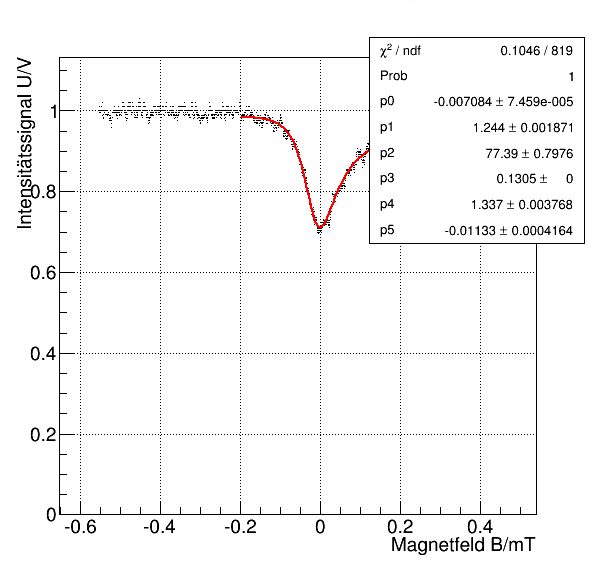 χ² / ndf 0.1046 / 819
Prob 1
p0 -0.007084 ± 7.459e-005
p1 1.244 ± 0.001871
p2 77.39 ± 0.7976
p3 0.1305 ± 0
p4 1.337 ± 0.003768
p5 -0.01133 ± 0.0004164
Intensitätssignal U/V
1
0.8
0.6
0.4
0.2
0
-0.6 -0.4 -0.2 0 0.2 0.4
Magnetfeld B/mT